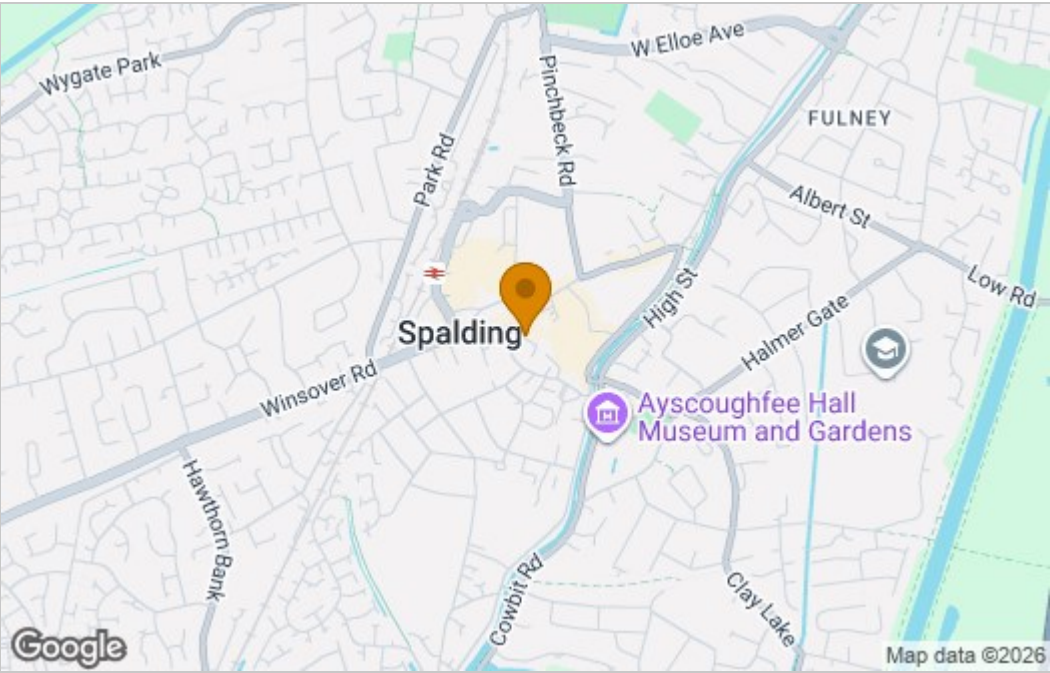 W Elloe Ave
Wygate Park
Pinchbeck Rd
FULNEY
Park Rd
Albert St
Low Rd
High St
Spalding
Halmer Gate
Winsover Rd
Ayscoughfee Hall
Museum and Gardens
Hawthorn Bank
Cowbit Rd
Clay Lake
Google
Map data ©2026